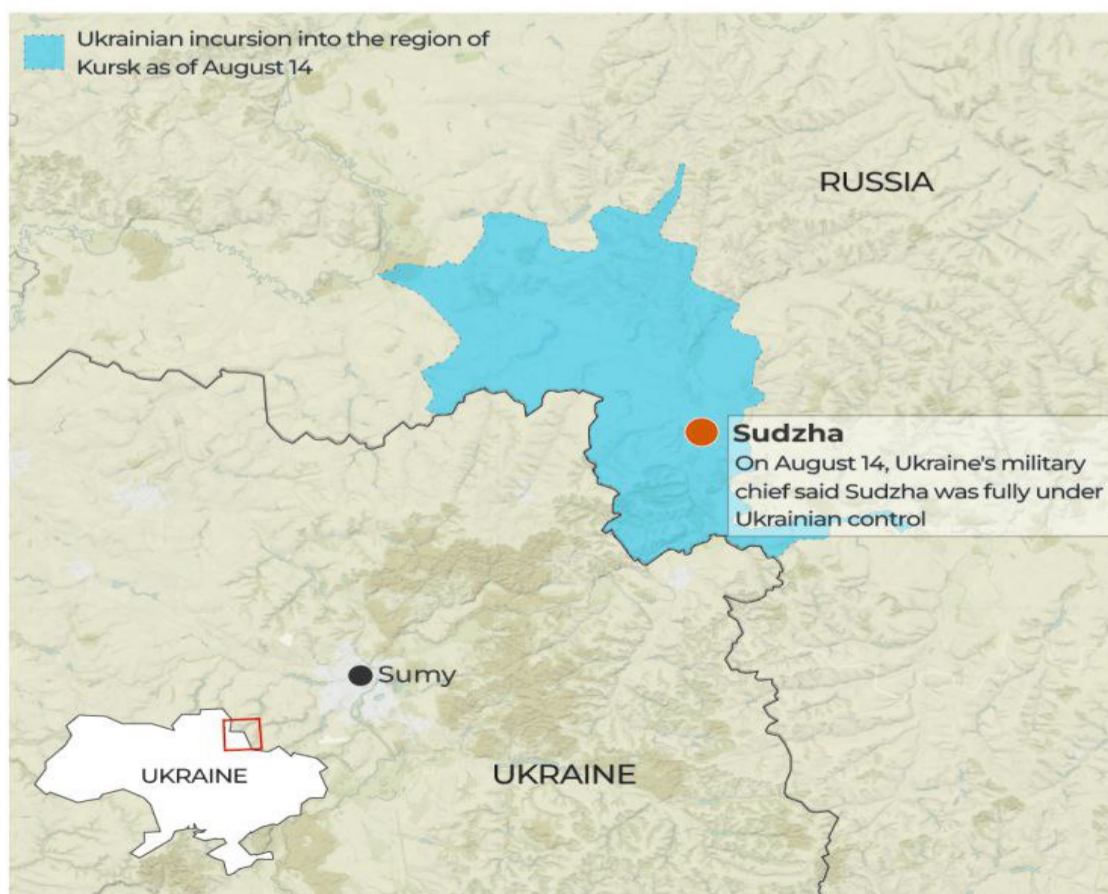 Ukrainian incursion into the region of
Kursk as of August 14
RUSSIA
Sudzha
On August 14, Ukraine's military
chief said Sudzha was fully under
Ukrainian control
Sumy
UKRAINE
UKRAINE